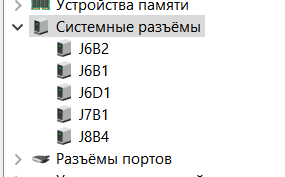 Устройства памяти
Системные разъёмы
J6B2
J6B1
J6D1
J7B1
J8B4
Разъёмы портов